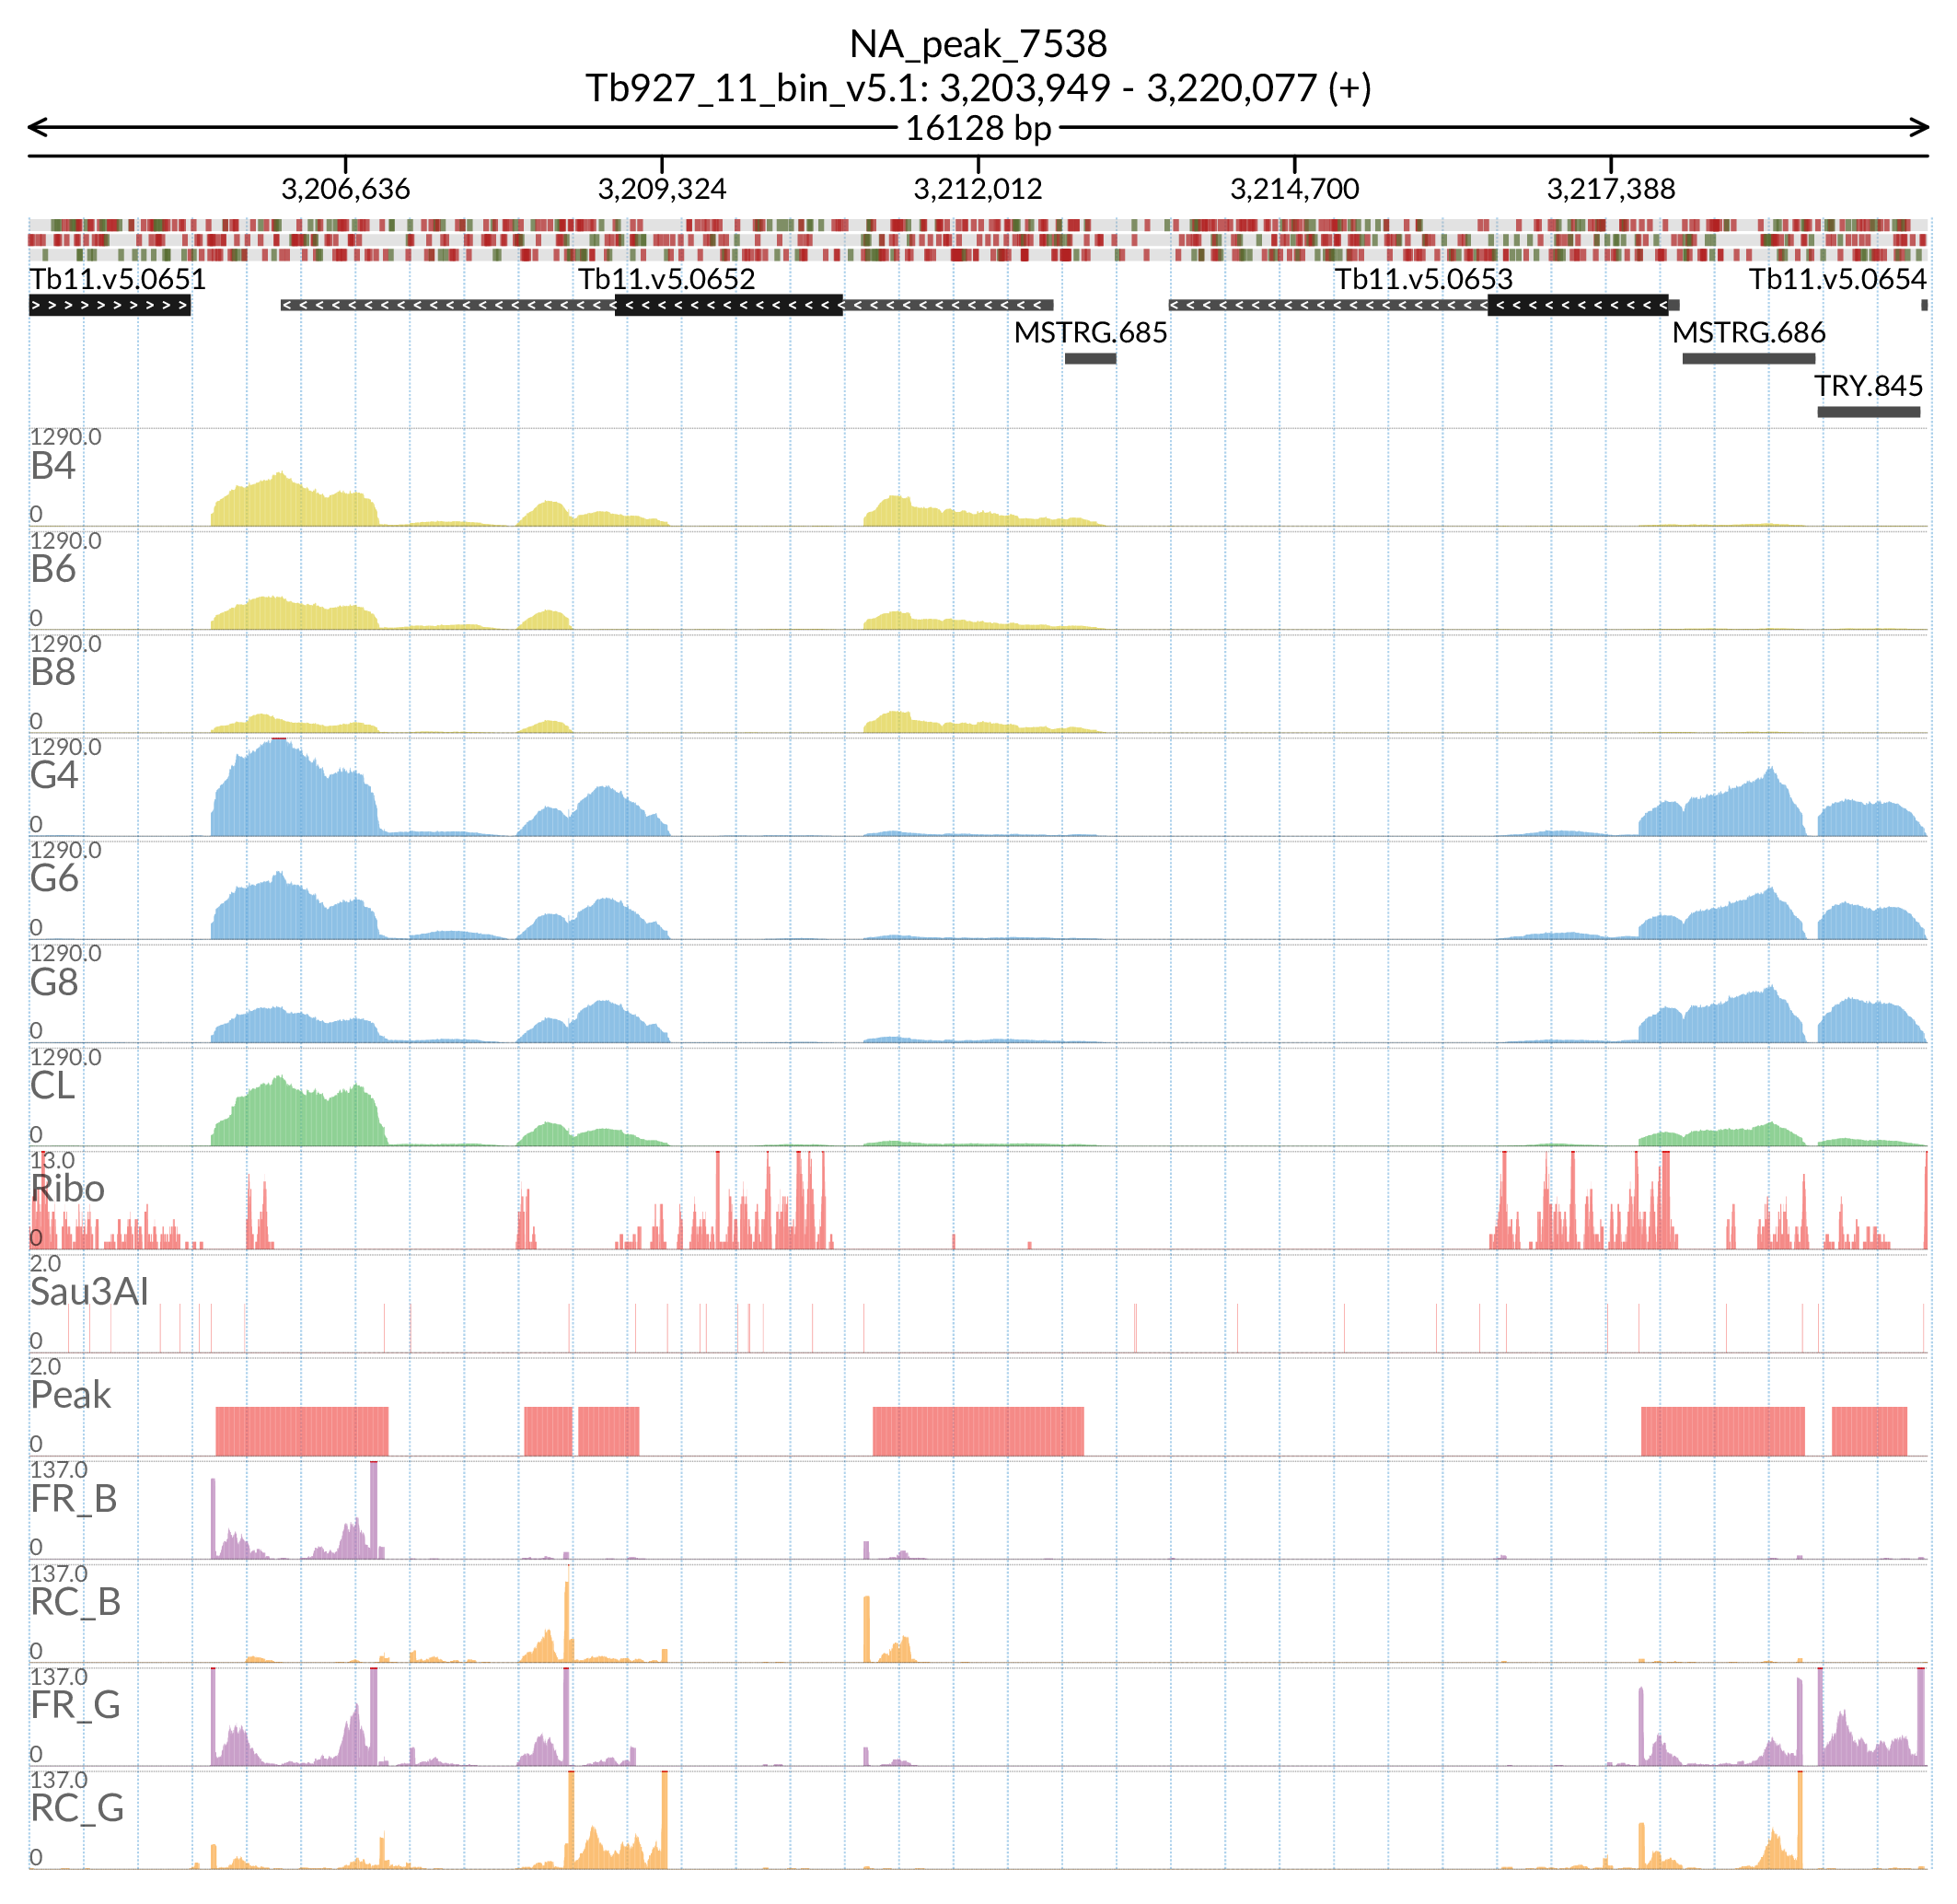 NA_peak_7538
Tb927_11_bin_v5.1: 3,203,949 - 3,220,077 (+)
16128 bp
3,206,636 3,209,324 3,212,012 3,214,700 3,217,388
Tb11.v5.0651 Tb11.v5.0652 Tb11.v5.0653 Tb11.v5.0654
MSTRG.685 MSTRG.686
TRY.845
1290.0
B4
0
1290.0
B6
0
1290.0
B8
0
1290.0
G4
0
1290.0
G6
0
1290.0
G8
0
1290.0
CL
0
13.0
Ribo
0
2.0
Sau3AI
0
2.0
Peak
0
137.0
FR_B
0
137.0
RC_B
0
137.0
FR_G
0
137.0
RC_G
0